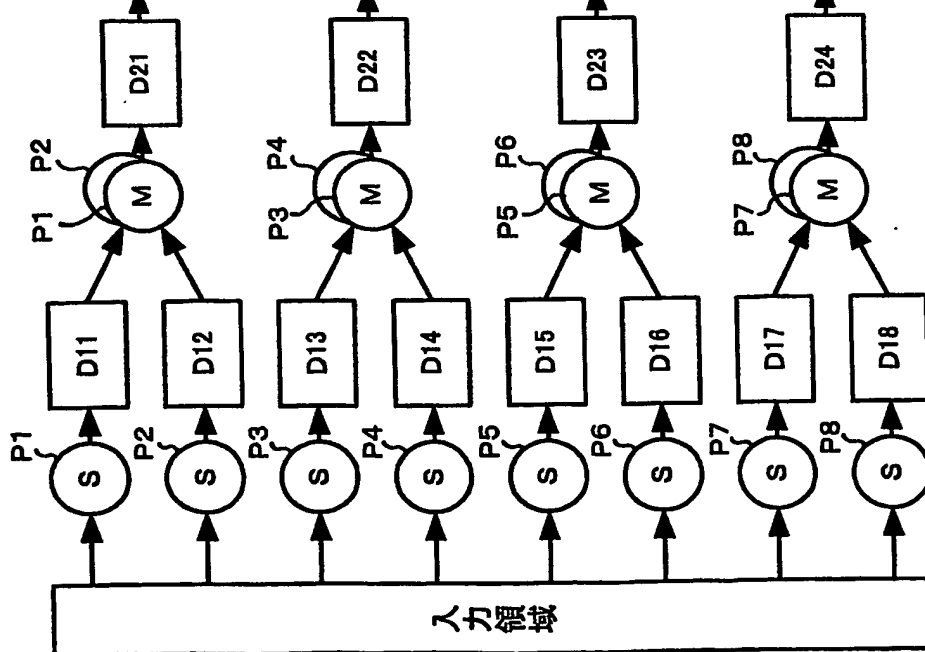 D21
D22
D23
D24
P2
P4
P6
P8
P1
M
P3
M
P5
M
P7
M
D11
D12
D13
D14
D15
D16
D17
D18
P1
P2
P3
P4
P5
P6
P7
P8
S
S
S
S
S
S
S
S
入力領域